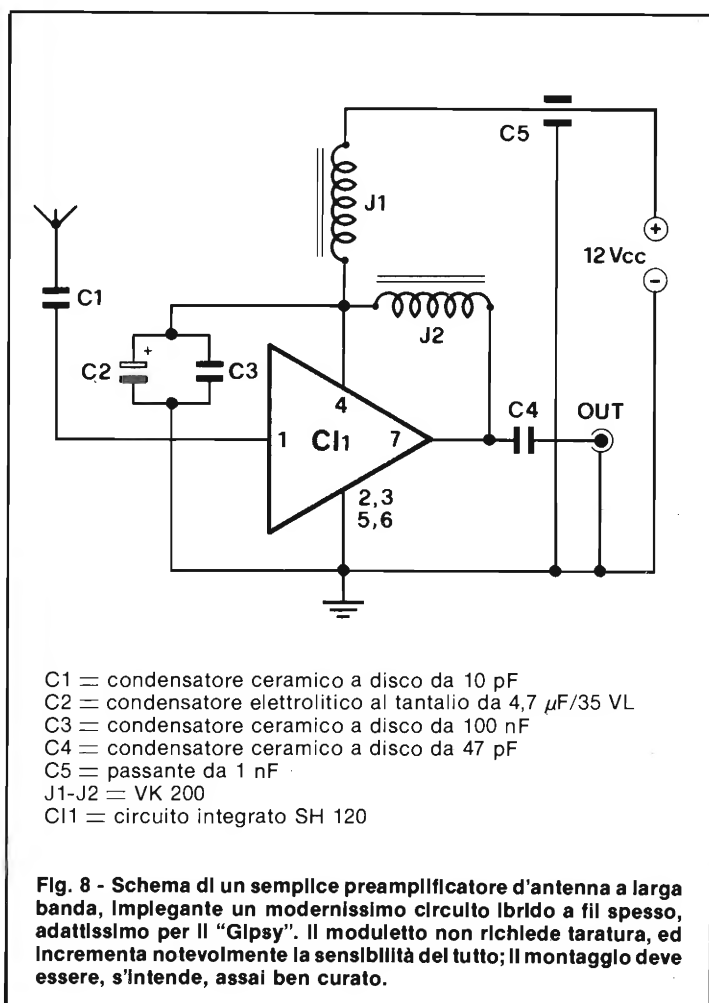 C5
J1
+
12 Vcc
−
C1
J2
+
C2
C3
4
C4
OUT
1
CI1
7
2,3
5,6
C1 = condensatore ceramico a disco da 10 pF
C2 = condensatore elettrolitico al tantalio da 4,7 µF/35 VL
C3 = condensatore ceramico a disco da 100 nF
C4 = condensatore ceramico a disco da 47 pF
C5 = passante da 1 nF
J1-J2 = VK 200
CI1 = circuito integrato SH 120
Fig. 8 - Schema di un semplice preamplificatore d'antenna a larga
banda, impiegante un modernissimo circuito ibrido a fil spesso,
adattissimo per il "Gipsy". Il moduletto non richiede taratura, ed
incrementa notevolmente la sensibilità del tutto; il montaggio deve
essere, s'intende, assai ben curato.